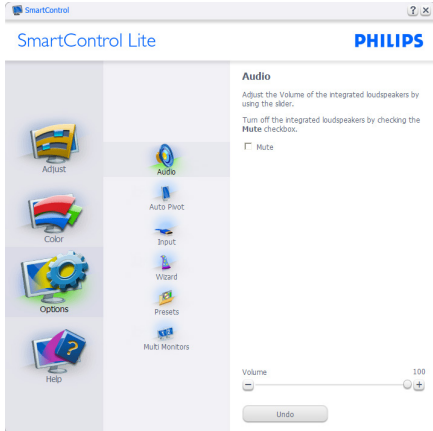 SmartControl
? ×
SmartControl Lite
PHILIPS
Adjust
Color
Options
Help
Audio
Auto Pivot
Input
Wizard
Presets
Multi Monitors
Audio
Adjust the Volume of the integrated loudspeakers by
using the slider.
Turn off the integrated loudspeakers by checking the
Mute checkbox.
Mute
Volume 100
Undo